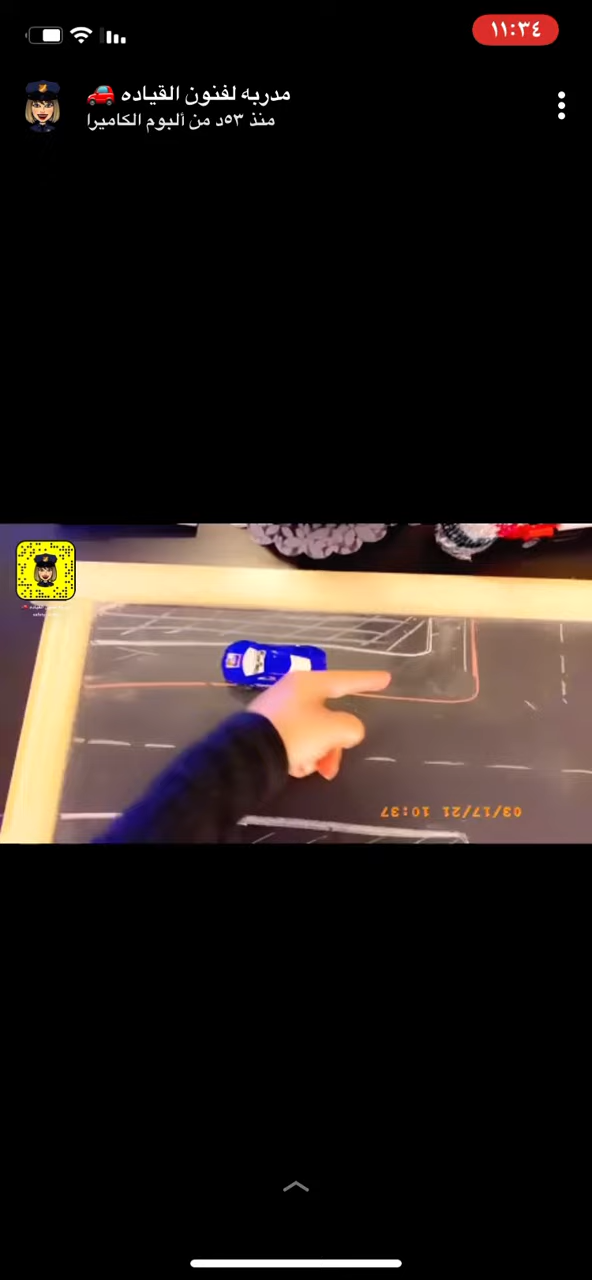 ١١:٣٤
مدربه لفنون القياده 🚗
منذ ٥٣د من ألبوم الكاميرا
03/17/21 10:37